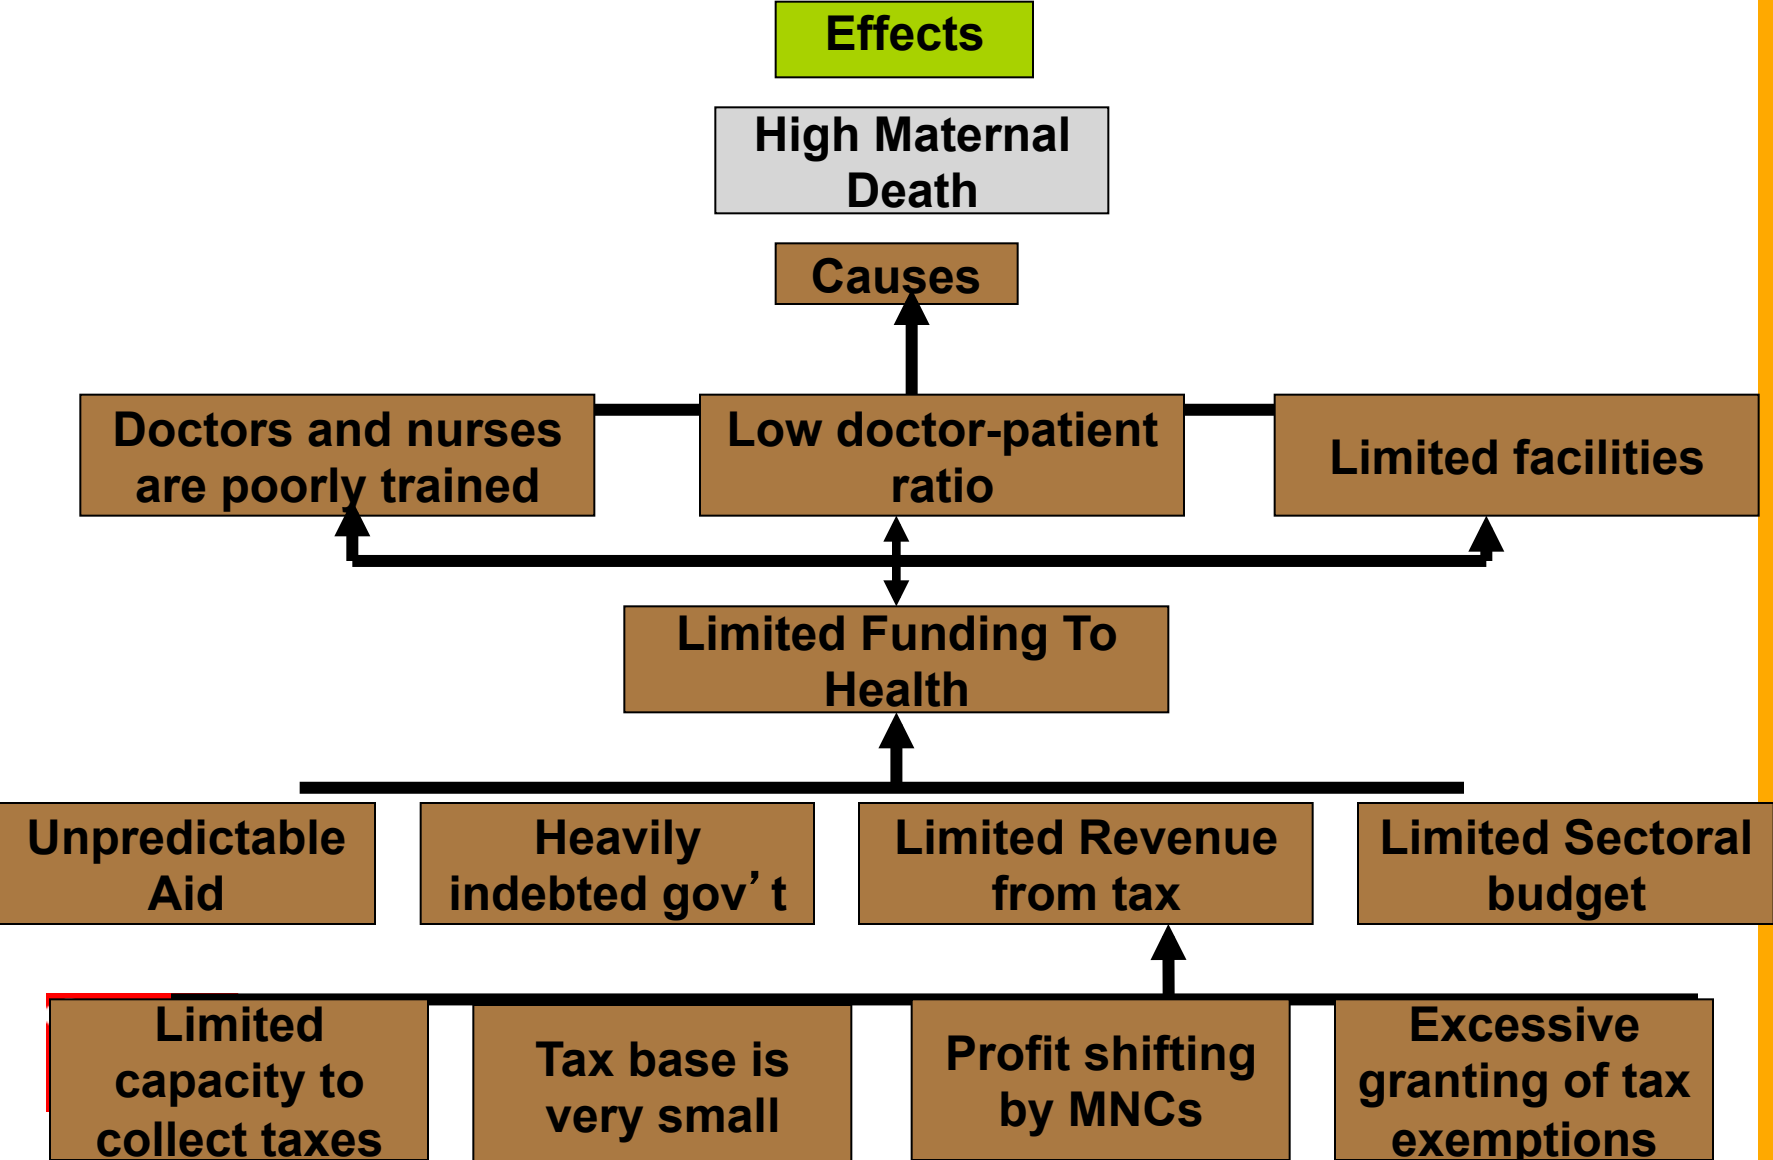 Effects
High Maternal
Death
Causes
Doctors and nurses
are poorly trained
Low doctor-patient
ratio
Limited facilities
Limited Funding To
Health
Unpredictable
Aid
Heavily
indebted gov’t
Limited Revenue
from tax
Limited Sectoral
budget
Limited
capacity to
collect taxes
Tax base is
very small
Profit shifting
by MNCs
Excessive
granting of tax
exemptions